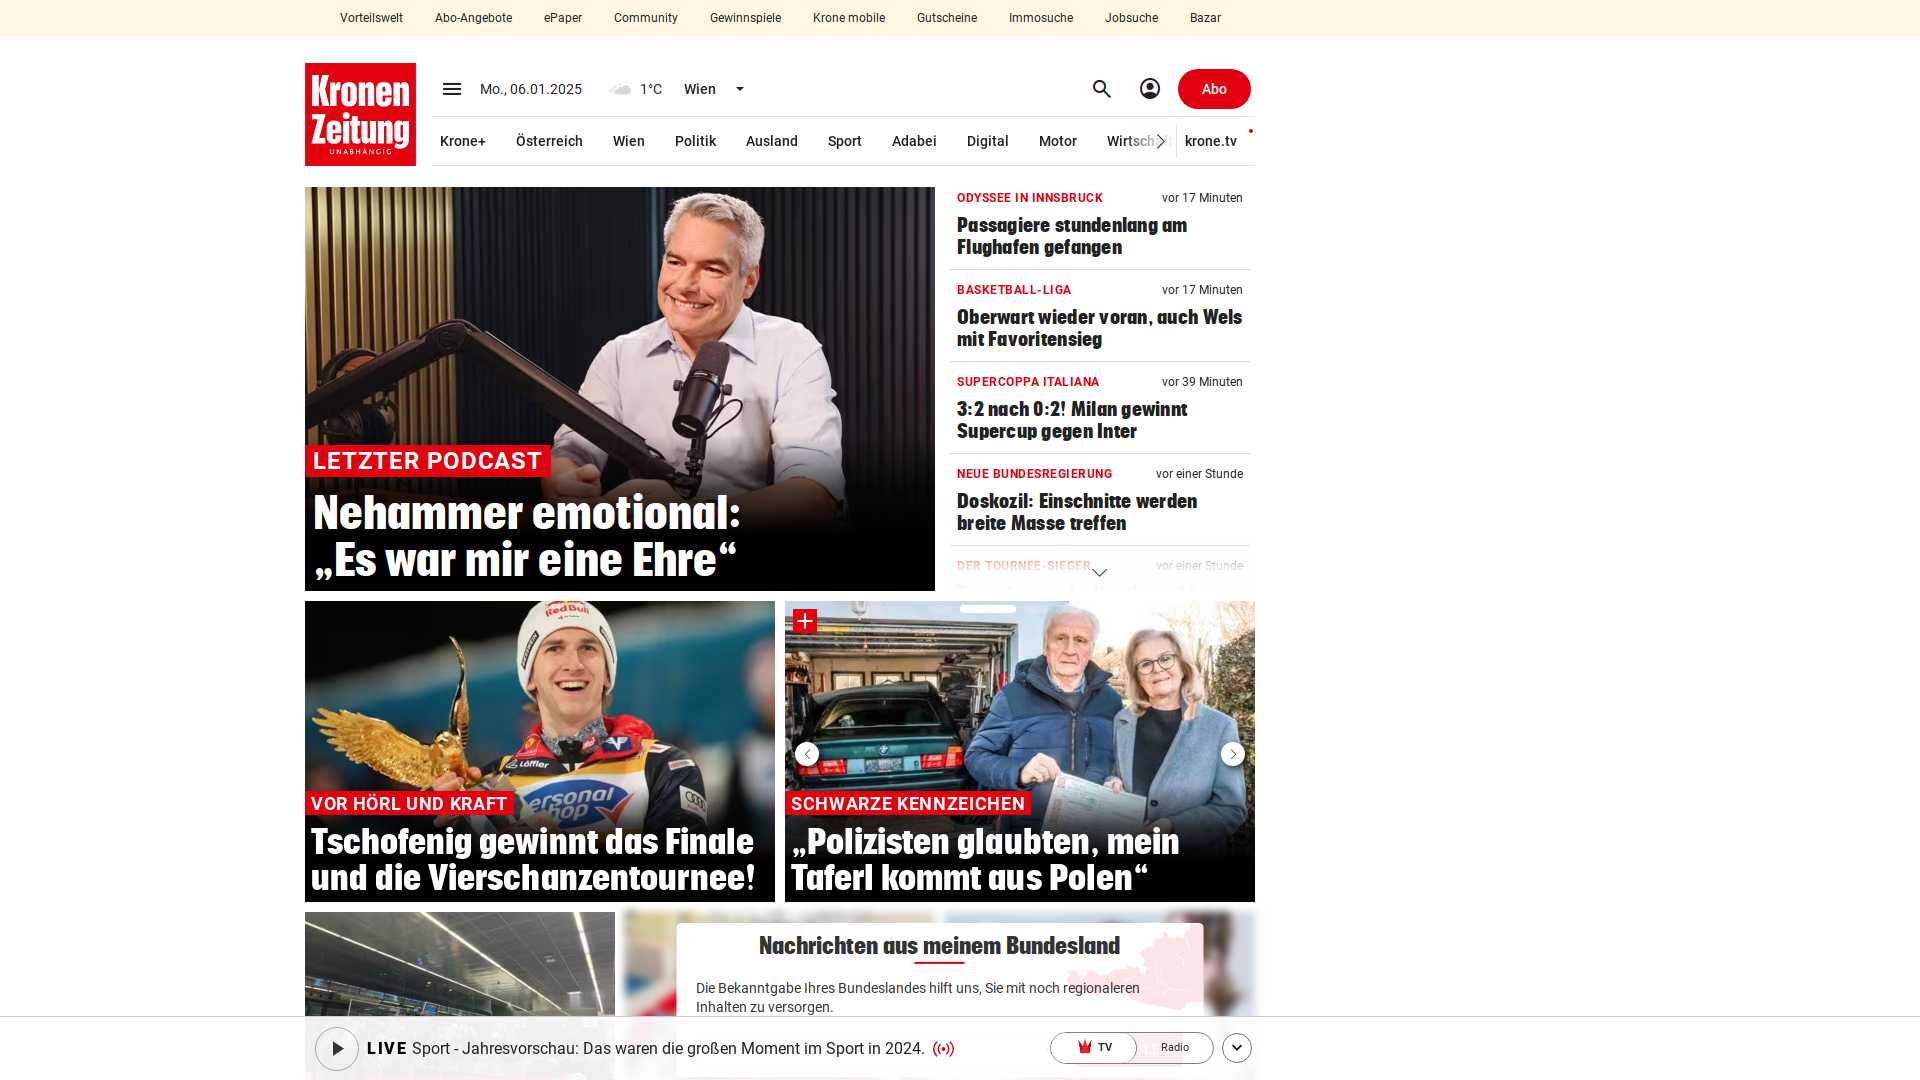 Vorteilswelt
Abo-Angebote
ePaper
Community
Gewinnspiele
Krone mobile
Gutscheine
Immosuche
Jobsuche
Bazar
Kronen
Zeitung
UNABHÄNGIG
Mo., 06.01.2025
1°C
Wien
Abo
Krone+
Österreich
Wien
Politik
Ausland
Sport
Adabei
Digital
Motor
krone.tv
LETZTER PODCAST
Nehammer emotional:
„Es war mir eine Ehre“
ODYSSEE IN INNSBRUCK
vor 17 Minuten
Passagiere stundenlang am
Flughafen gefangen
BASKETBALL-LIGA
vor 17 Minuten
Oberwart wieder voran, auch Wels
mit Favoritensieg
SUPERCOPPA ITALIANA
vor 39 Minuten
3:2 nach 0:2! Milan gewinnt
Supercup gegen Inter
NEUE BUNDESREGIERUNG
vor einer Stunde
Doskozil: Einschnitte werden
breite Masse treffen
DER TOURNEE-SIEGER
vor einer Stunde
Red Bull
Löffler
ersonal
hop
VOR HÖRL UND KRAFT
Tschofenig gewinnt das Finale
und die Vierschanzentournee!
SCHWARZE KENNZEICHEN
„Polizisten glaubten, mein
Taferl kommt aus Polen“
Nachrichten aus meinem Bundesland
Die Bekanntgabe Ihres Bundeslandes hilft uns, Sie mit noch regionaleren
Inhalten zu versorgen.
LIVE Sport - Jahresvorschau: Das waren die großen Moment im Sport in 2024.
TV
Radio